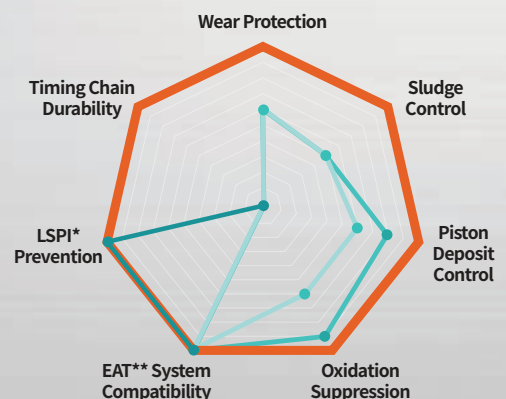 Wear Protection
Timing Chain
Durability
Sludge
Control
LSPI*
Prevention
Piston
Deposit
Control
EAT** System
Compatibility
Oxidation
Suppression